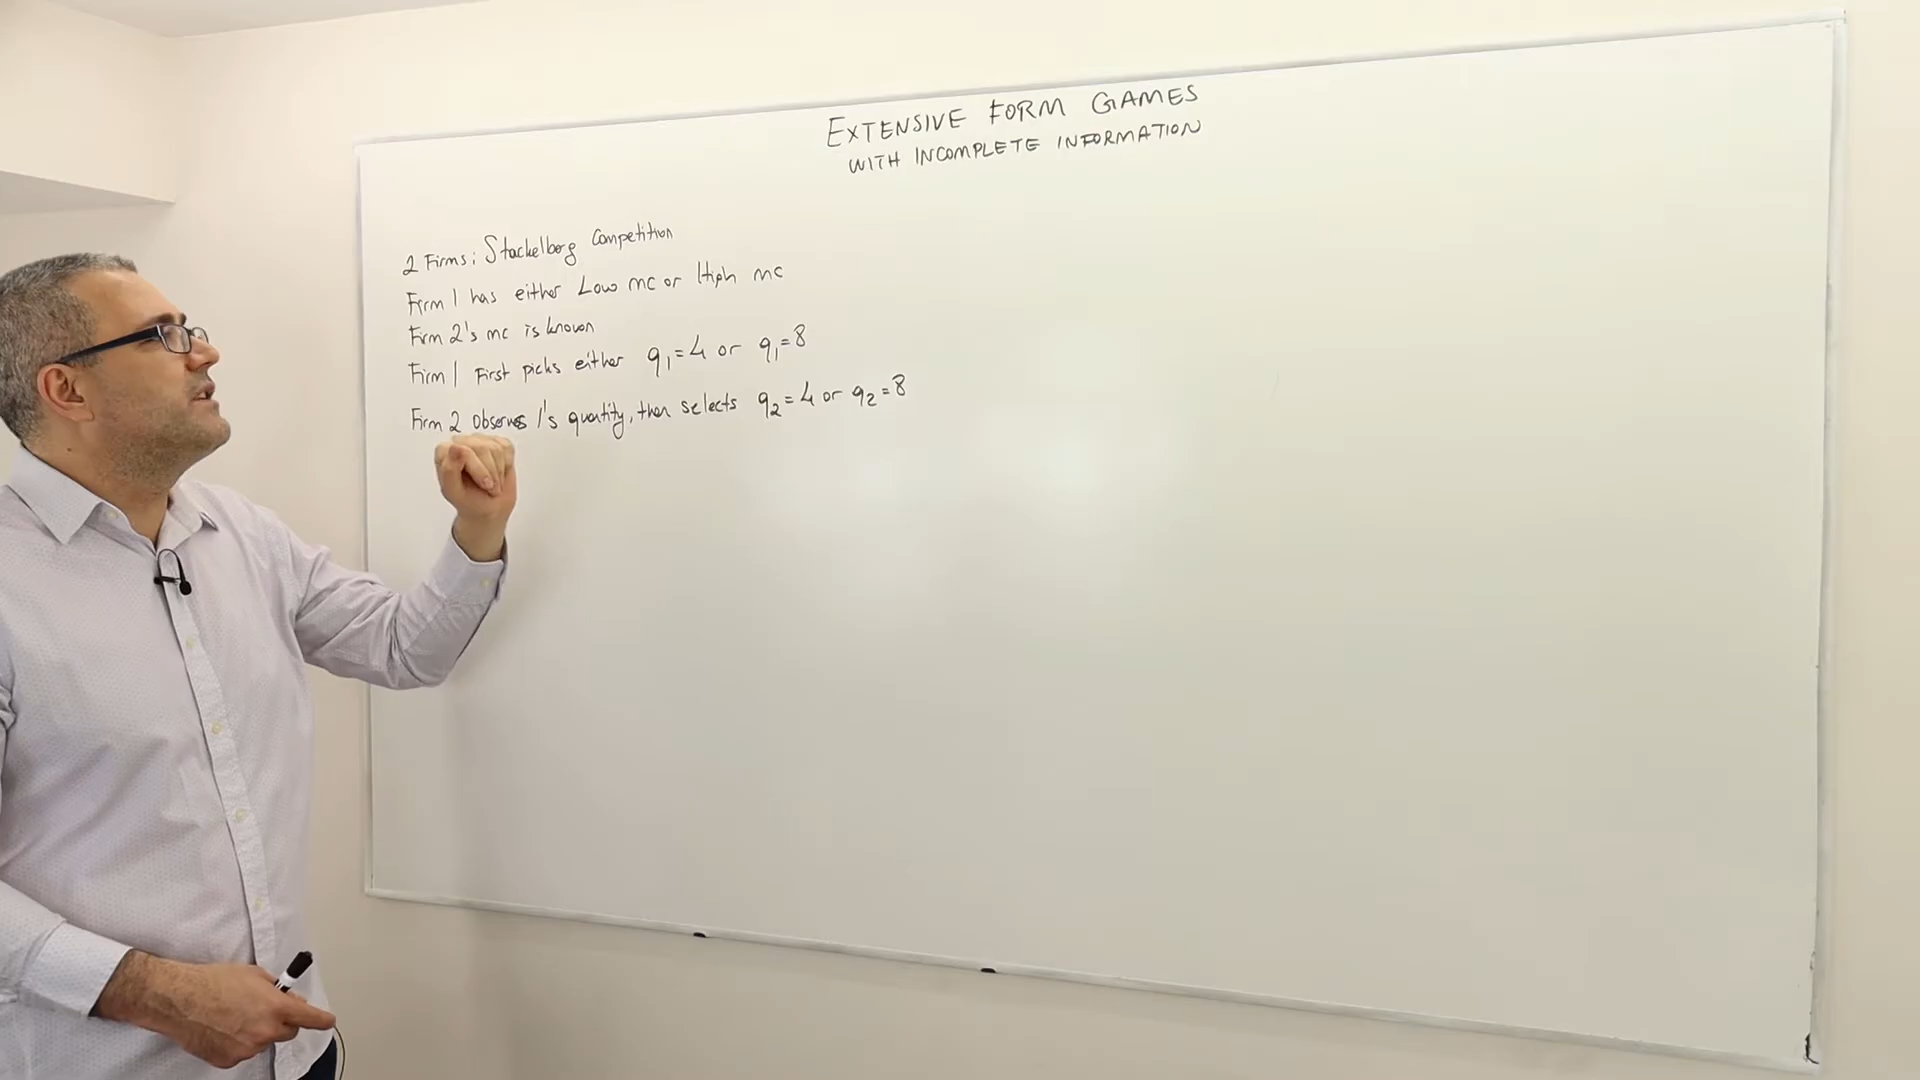 EXTENSIVE FORM GAMES
WITH INCOMPLETE INFORMATION
2 Firms: Stackelberg Competition
Firm 1 has either Low mc or High mc
Firm 2's mc is known
Firm 1 First picks either q₁=4 or q₁=8
Firm 2 observes 1's quantity, then selects q₂=4 or q₂=8